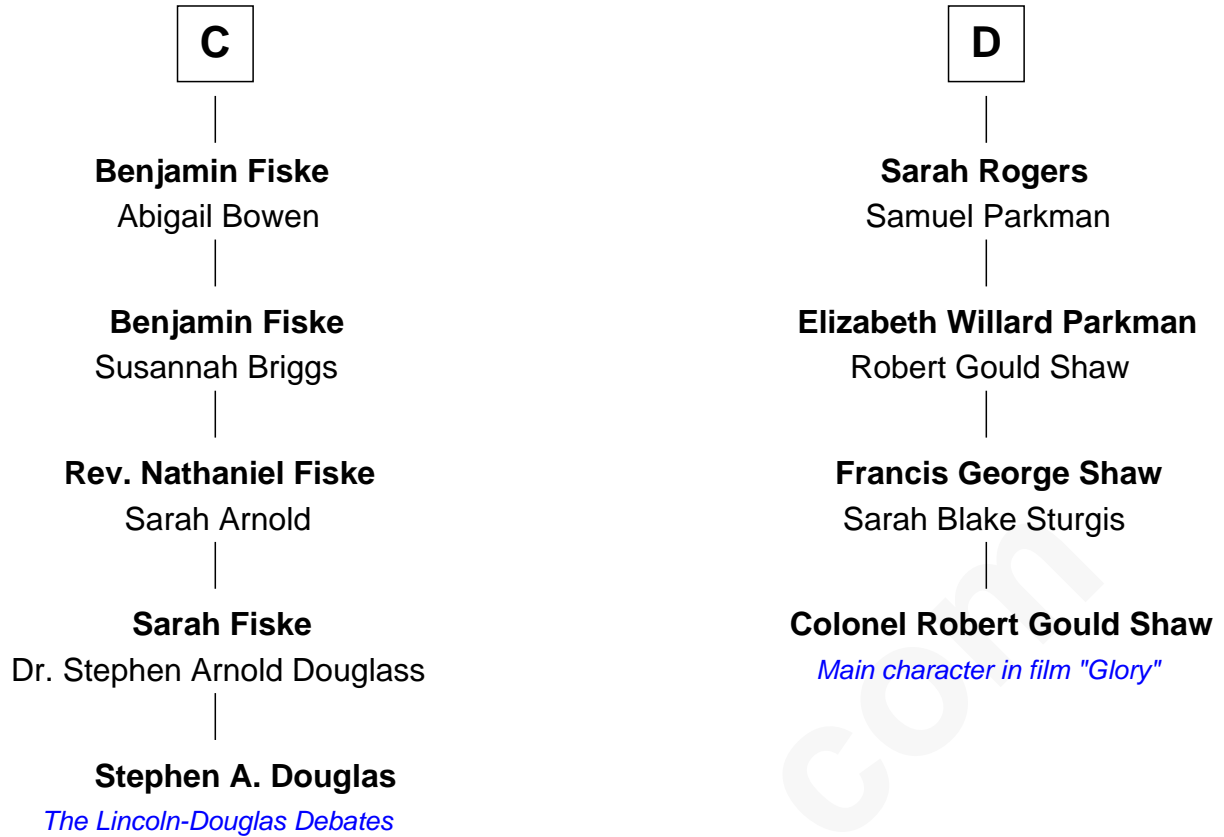 C
Benjamin Fiske
Abigail Bowen
Benjamin Fiske
Susannah Briggs
Rev. Nathaniel Fiske
Sarah Arnold
Sarah Fiske
Dr. Stephen Arnold Douglass
Stephen A. Douglas
The Lincoln-Douglas Debates
D
Sarah Rogers
Samuel Parkman
Elizabeth Willard Parkman
Robert Gould Shaw
Francis George Shaw
Sarah Blake Sturgis
Colonel Robert Gould Shaw
Main character in film "Glory"
com